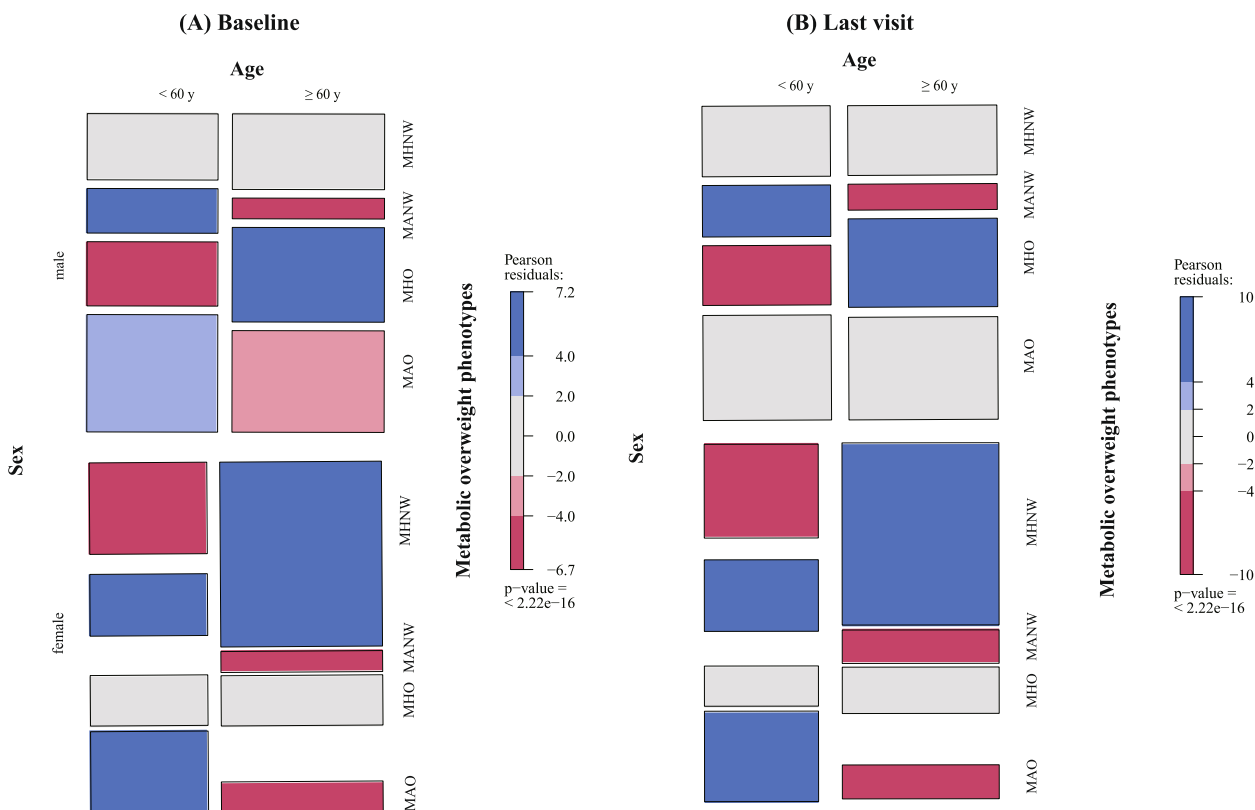 (A) Baseline
Age
< 60 y
≥ 60 y
MHNW
MANW
MHO
MAO
male
Sex
MHNW
MANW
MHO
MAO
female
Metabolic overweight phenotypes
Pearson
residuals:
7.2
4.0
2.0
0.0
−2.0
−4.0
−6.7
p−value =
< 2.22e−16
(B) Last visit
Age
< 60 y
≥ 60 y
MHNW
MANW
MHO
MAO
Sex
MHNW
MANW
MHO
MAO
Metabolic overweight phenotypes
Pearson
residuals:
10
4
2
0
−2
−4
−10
p−value =
< 2.22e−16